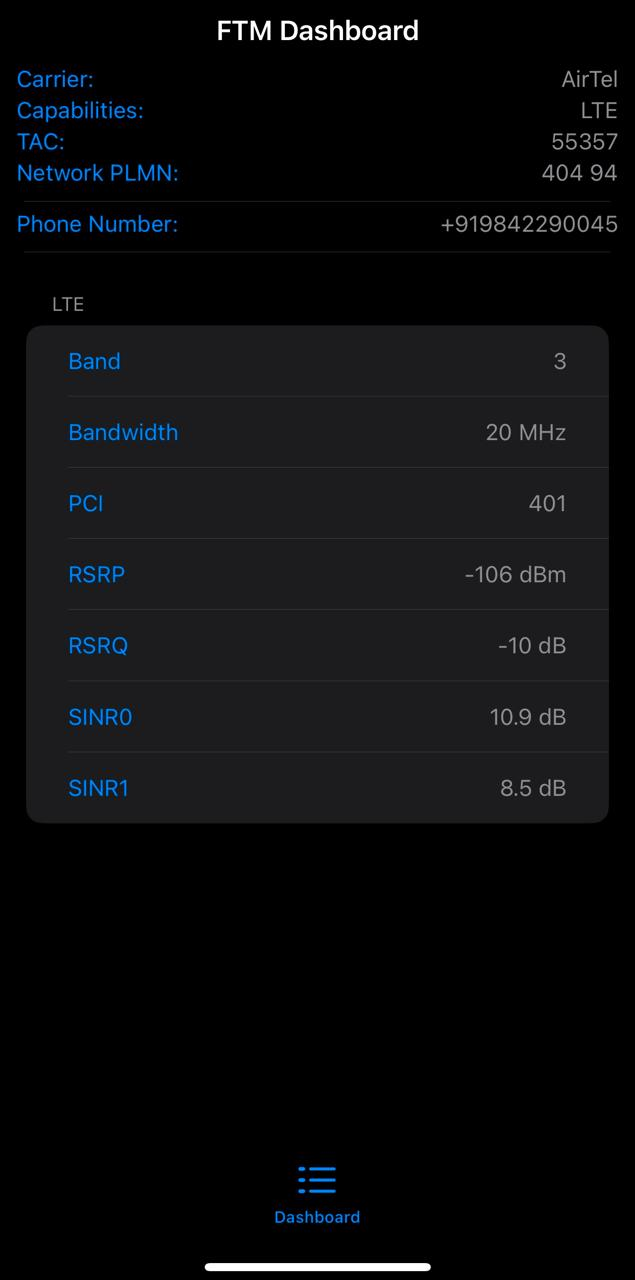 FTM Dashboard
Carrier: AirTel
Capabilities: LTE
TAC: 55357
Network PLMN: 404 94
Phone Number: +919842290045
LTE
Band 3
Bandwidth 20 MHz
PCI 401
RSRP -106 dBm
RSRQ -10 dB
SINR0 10.9 dB
SINR1 8.5 dB
Dashboard